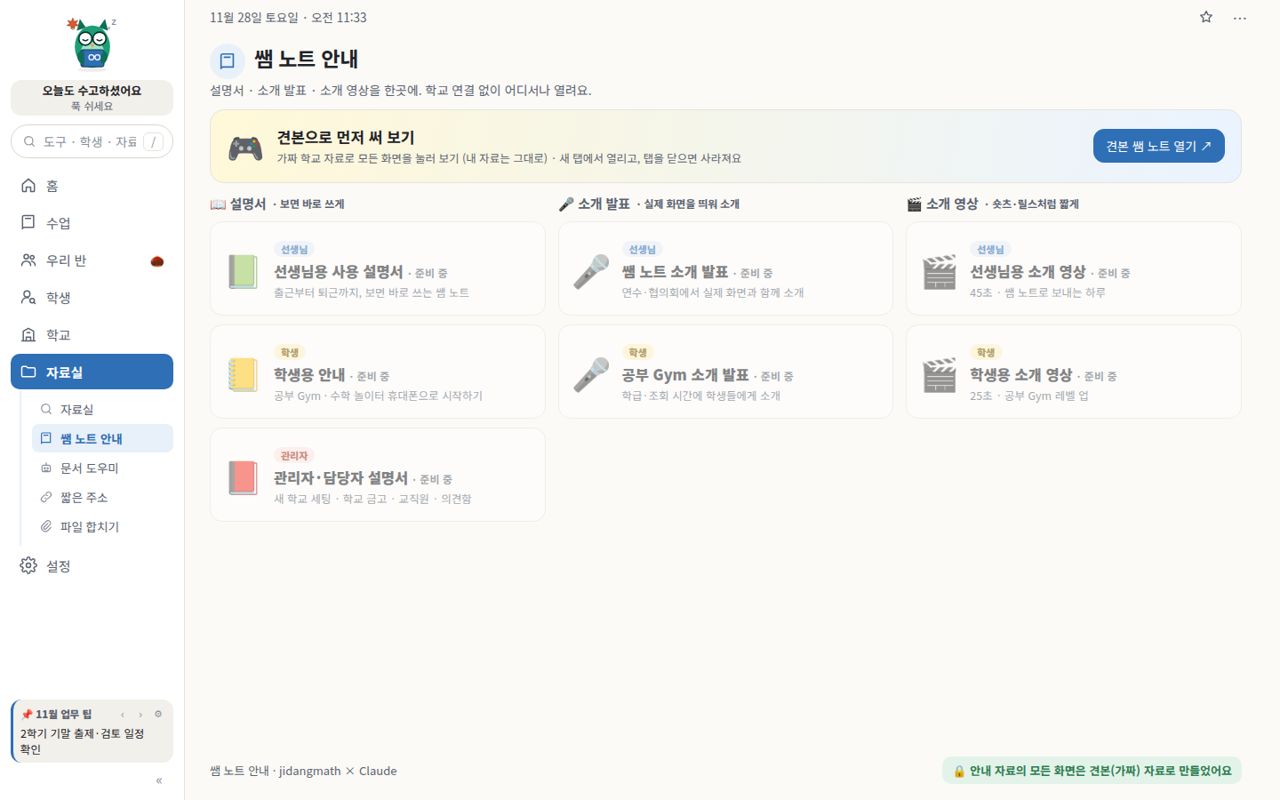 z
오늘도 수고하셨어요
푹 쉬세요
도구 · 학생 · 자료
/
홈
수업
우리 반
학생
학교
자료실
자료실
쌤 노트 안내
문서 도우미
짧은 주소
파일 합치기
설정
📌 11월 업무 팁 ‹ › ⚙
2학기 기말 출제·검토 일정
확인
«
11월 28일 토요일 · 오전 11:33
쌤 노트 안내
설명서 · 소개 발표 · 소개 영상을 한곳에. 학교 연결 없이 어디서나 열려요.
견본으로 먼저 써 보기
가짜 학교 자료로 모든 화면을 눌러 보기 (내 자료는 그대로) · 새 탭에서 열리고, 탭을 닫으면 사라져요
견본 쌤 노트 열기 ↗
📖 설명서 · 보면 바로 쓰게
선생님
선생님용 사용 설명서 · 준비 중
출근부터 퇴근까지, 보면 바로 쓰는 쌤 노트
학생
학생용 안내 · 준비 중
공부 Gym · 수학 놀이터 휴대폰으로 시작하기
관리자
관리자·담당자 설명서 · 준비 중
새 학교 세팅 · 학교 금고 · 교직원 · 의견함
🎤 소개 발표 · 실제 화면을 띄워 소개
선생님
쌤 노트 소개 발표 · 준비 중
연수·협의회에서 실제 화면과 함께 소개
학생
공부 Gym 소개 발표 · 준비 중
학급·조회 시간에 학생들에게 소개
🎬 소개 영상 · 숏츠·릴스처럼 짧게
선생님
선생님용 소개 영상 · 준비 중
45초 · 쌤 노트로 보내는 하루
학생
학생용 소개 영상 · 준비 중
25초 · 공부 Gym 레벨 업
쌤 노트 안내 · jidangmath × Claude
🔒 안내 자료의 모든 화면은 견본(가짜) 자료로 만들었어요